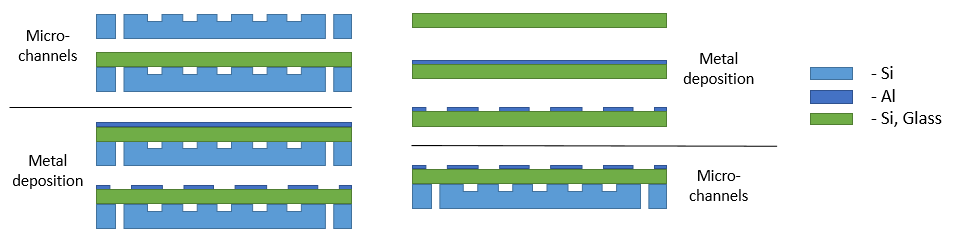 Micro-
channels
Metal
deposition
Metal
deposition
Micro-
channels
- Si
- Al
- Si, Glass